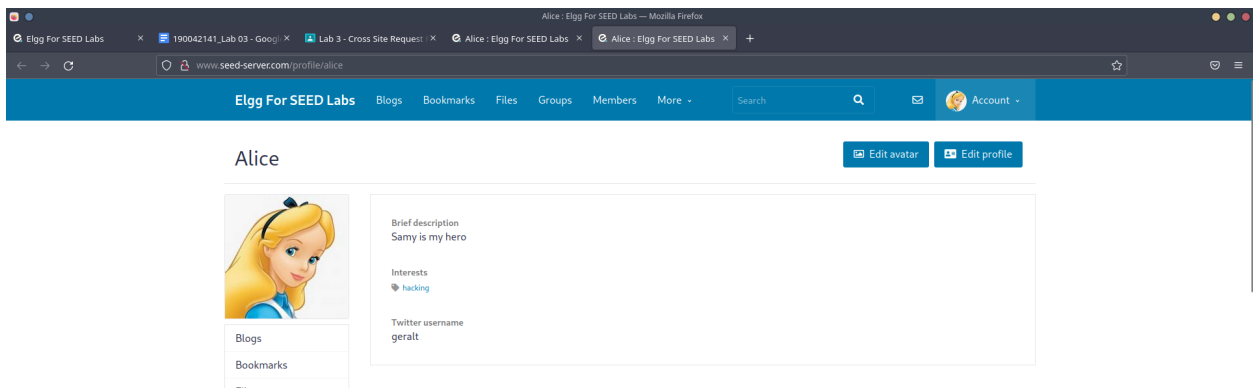 Alice : Elgg For SEED Labs — Mozilla Firefox
Elgg For SEED Labs × 190042141_Lab 03 - Googl × Lab 3 - Cross Site Request × Alice : Elgg For SEED Labs × Alice : Elgg For SEED Labs × +
www.seed-server.com/profile/alice
Elgg For SEED Labs Blogs Bookmarks Files Groups Members More Search Account
Alice Edit avatar Edit profile
Brief description
Samy is my hero
Interests
hacking
Twitter username
geralt
Blogs
Bookmarks